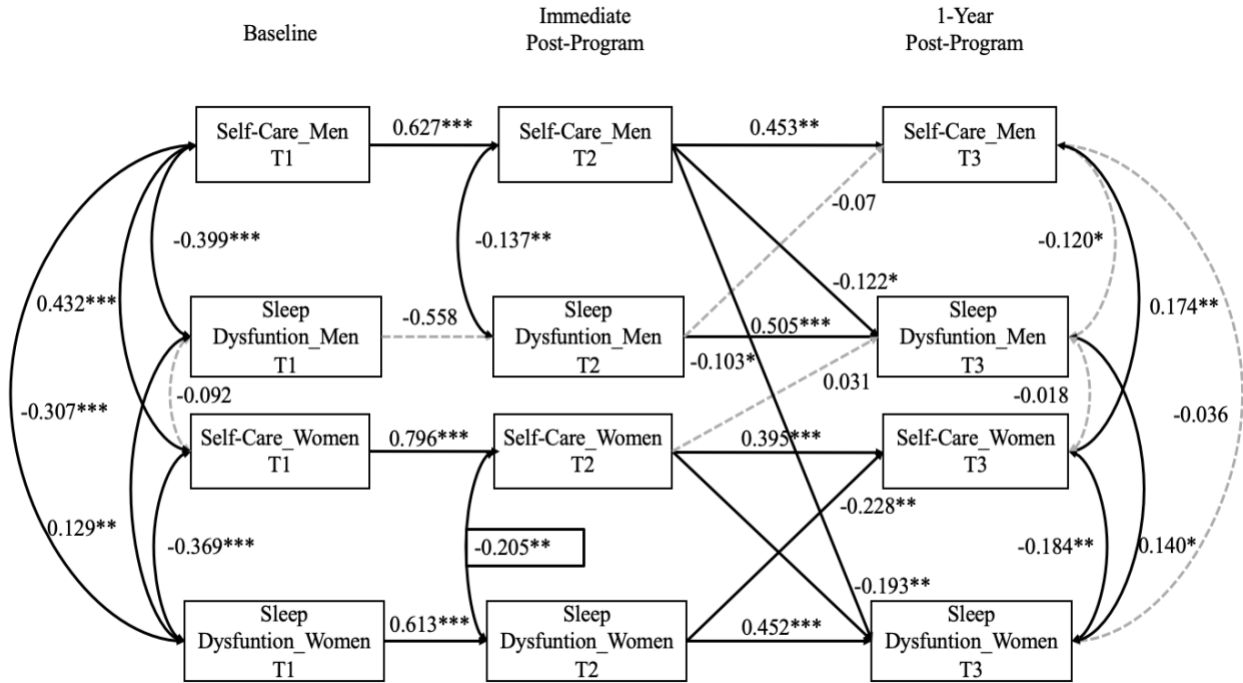 Baseline
Immediate
Post-Program
1-Year
Post-Program
Self-Care_Men
T1
0.627***
Self-Care_Men
T2
0.453**
Self-Care_Men
T3
-0.07
-0.399***
-0.137**
-0.120*
0.432***
-0.122*
0.174**
Sleep
Dysfuntion_Men
T1
-0.558
Sleep
Dysfuntion_Men
T2
0.505***
Sleep
Dysfuntion_Men
T3
-0.103*
0.031
-0.092
-0.018
-0.307***
-0.036
Self-Care_Women
T1
0.796***
Self-Care_Women
T2
0.395***
Self-Care_Women
T3
-0.228**
0.129**
-0.369***
-0.205**
-0.184**
0.140*
-0.193**
Sleep
Dysfuntion_Women
T1
0.613***
Sleep
Dysfuntion_Women
T2
0.452***
Sleep
Dysfuntion_Women
T3